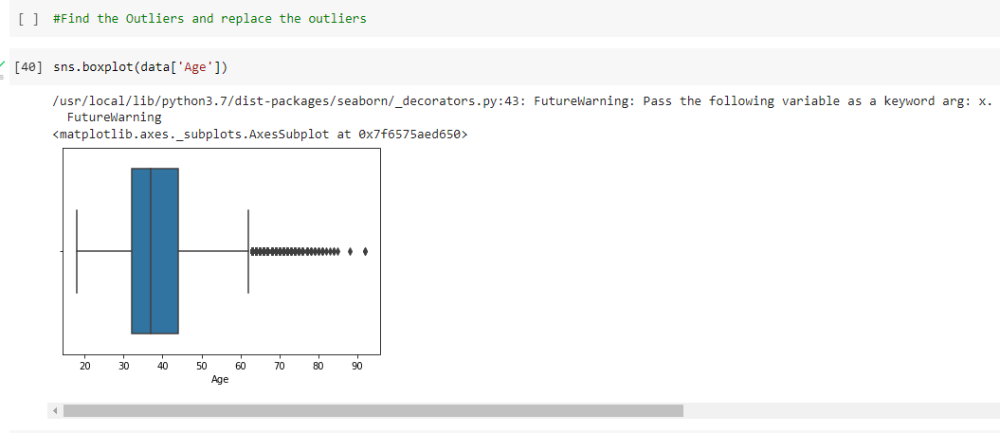 [ ] #Find the Outliers and replace the outliers
[40] sns.boxplot(data['Age'])
/usr/local/lib/python3.7/dist-packages/seaborn/_decorators.py:43: FutureWarning: Pass the following variable as a keyword arg: x.
FutureWarning
<matplotlib.axes._subplots.AxesSubplot at 0x7f6575aed650>
20 30 40 50 60 70 80 90
Age